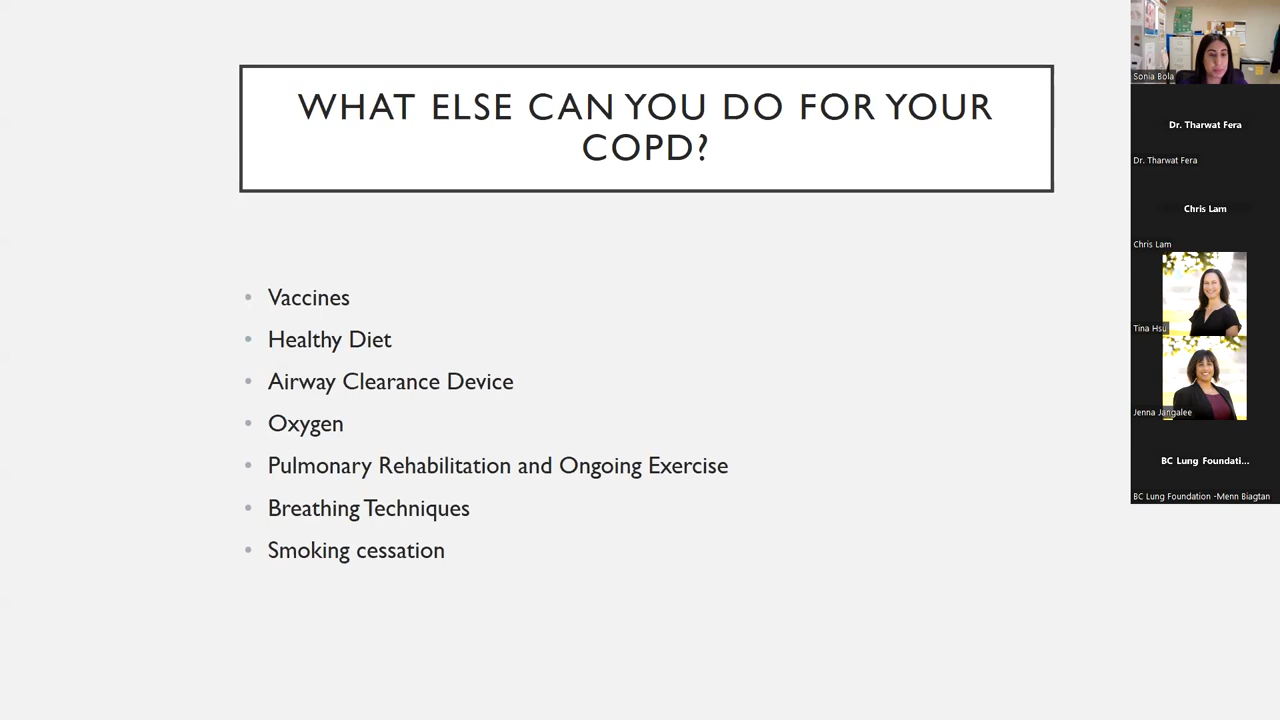 WHAT ELSE CAN YOU DO FOR YOUR
COPD?
• Vaccines
• Healthy Diet
• Airway Clearance Device
• Oxygen
• Pulmonary Rehabilitation and Ongoing Exercise
• Breathing Techniques
• Smoking cessation
Sonia Bola
Dr. Tharwat Fera
Dr. Tharwat Fera
Chris Lam
Chris Lam
Tina Hsu
Jenna Jangalee
BC Lung Foundati...
BC Lung Foundation -Menn Biagtan